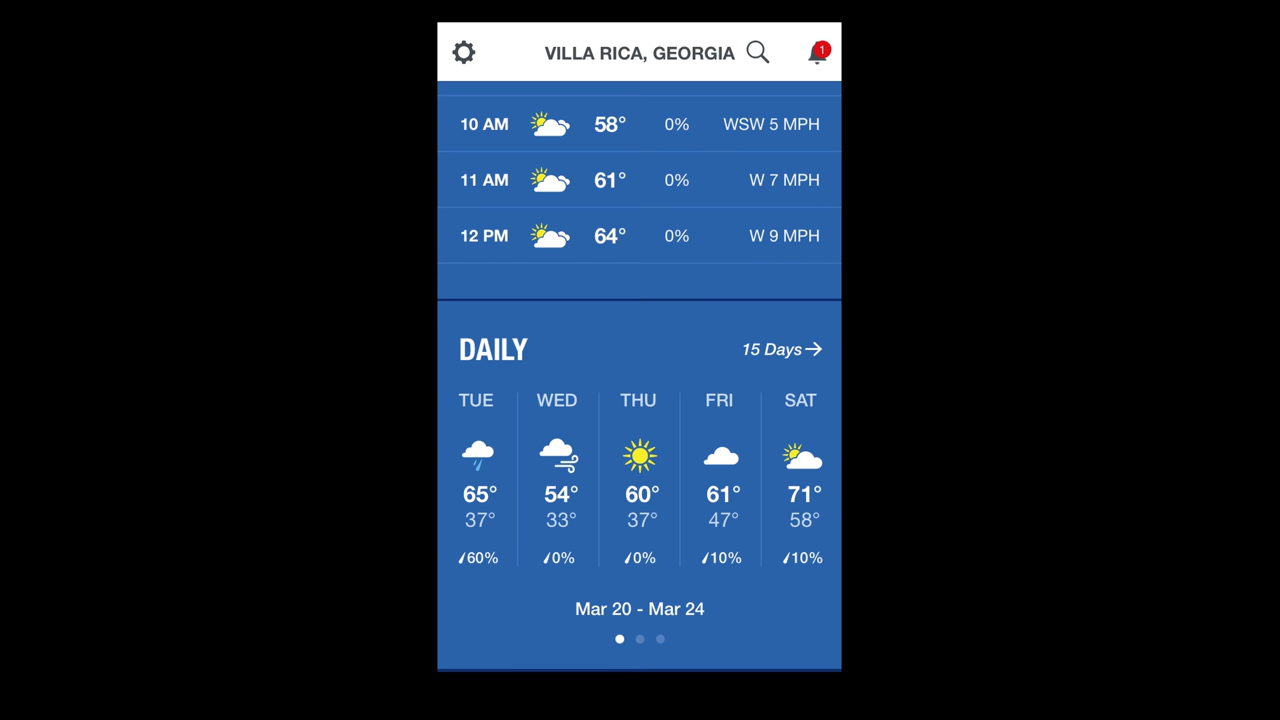 VILLA RICA, GEORGIA
1
10 AM 58° 0% WSW 5 MPH
11 AM 61° 0% W 7 MPH
12 PM 64° 0% W 9 MPH
DAILY 15 Days
TUE WED THU FRI SAT
65° 54° 60° 61° 71°
37° 33° 37° 47° 58°
60% 0% 0% 10% 10%
Mar 20 - Mar 24